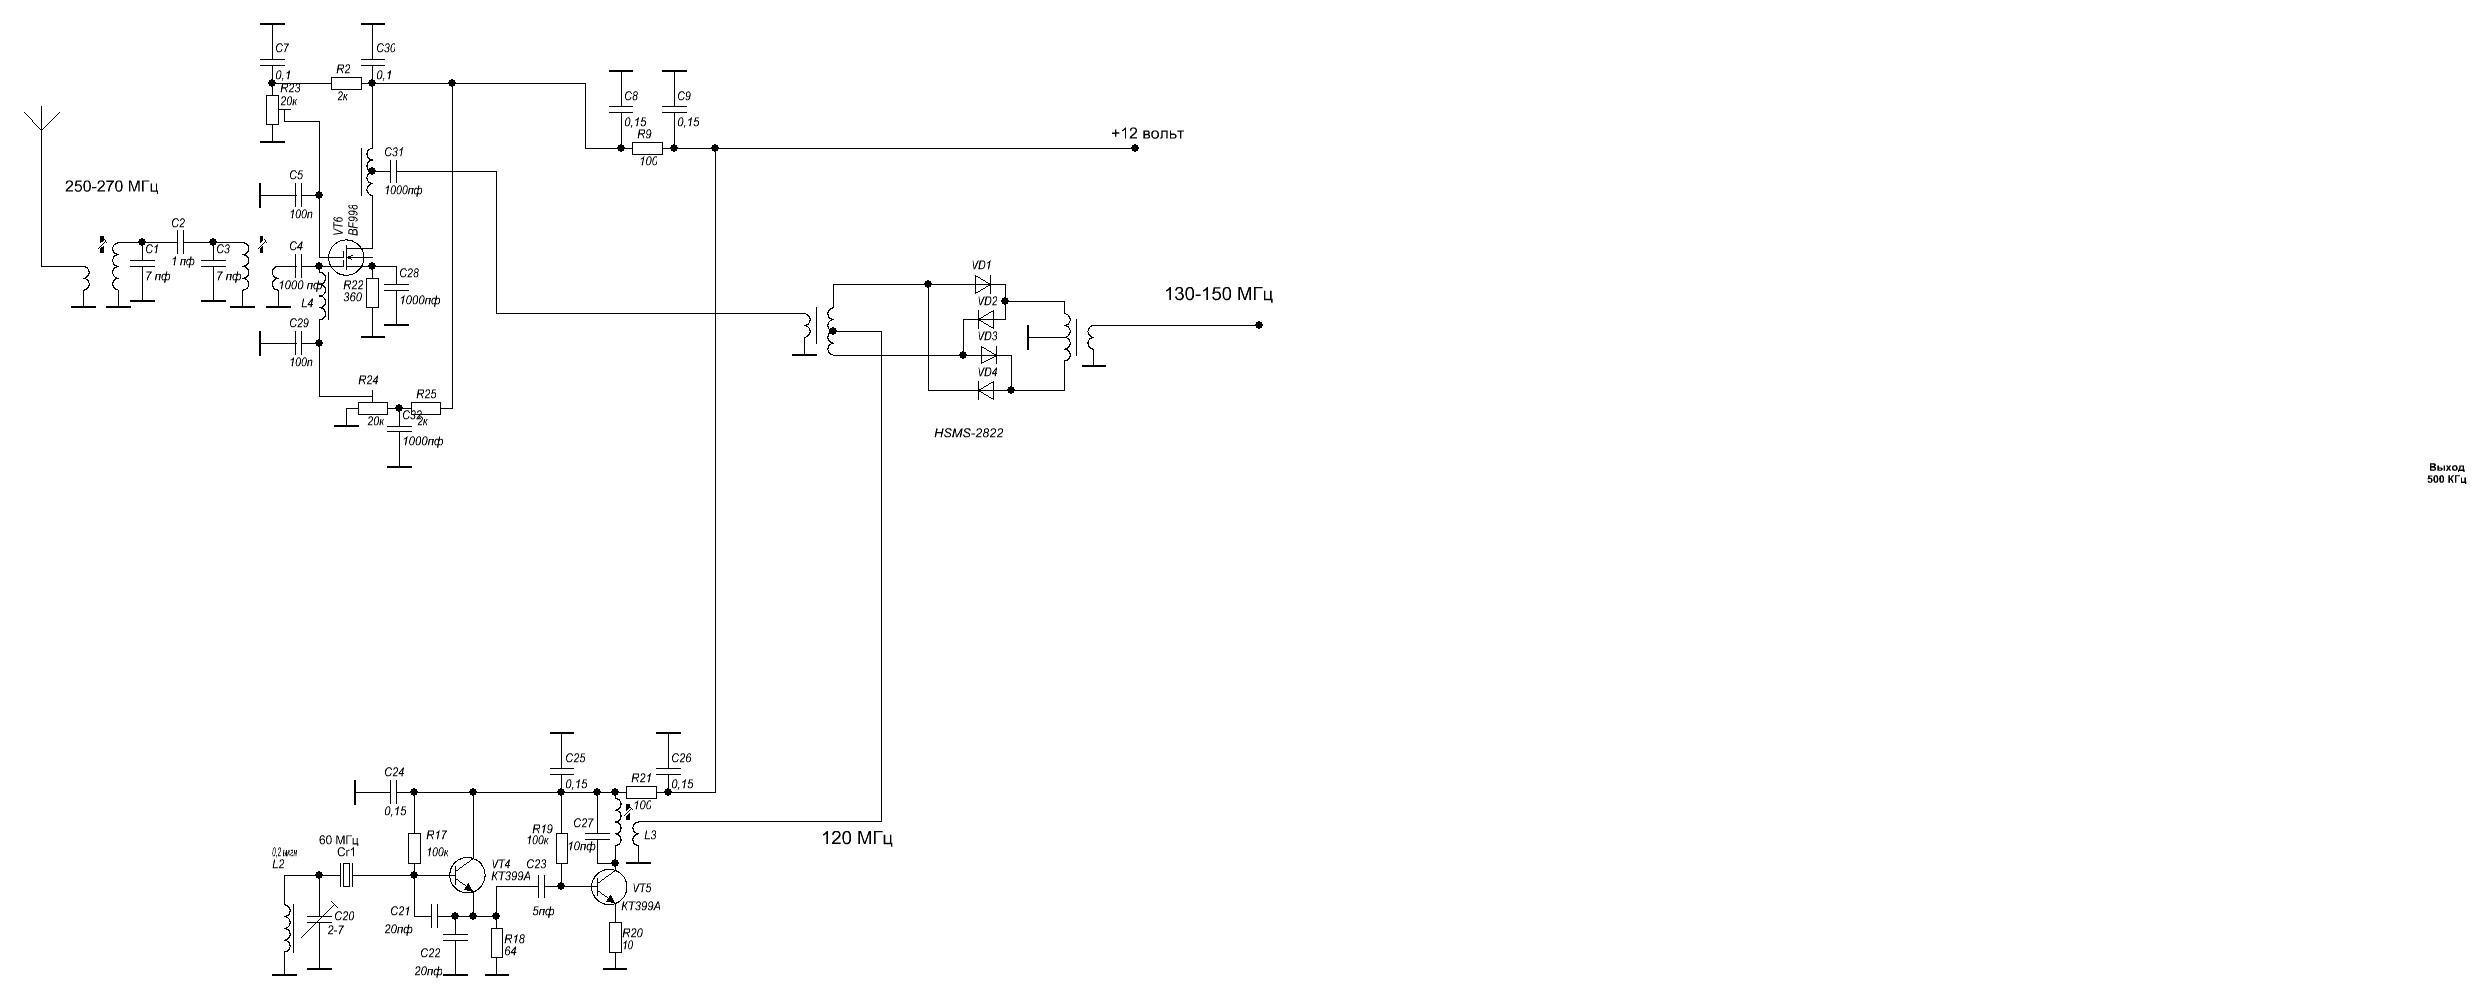 C7
0,1
C30
0,1
R2
2к
R23
20к
C8
0,15
C9
0,15
R9
100
+12 вольт
C31
1000пф
250-270 МГц
C5
100п
VT6
BF998
C2
1 пф
C1
7 пф
C3
7 пф
C4
1000 пф
L4
R22
360
C28
1000пф
C29
100п
R24
20к
R25
2к
C32
1000пф
VD1
VD2
VD3
VD4
HSMS-2822
130-150 МГц
Выход
500 КГц
C25
0,15
C26
0,15
C24
0,15
R21
100
R17
100к
R19
100к
C27
10пф
L3
120 МГц
60 МГц
Cr1
0,2 мкгн
L2
VT4
КТ399А
C23
5пф
VT5
КТ399А
C20
2-7
C21
20пф
C22
20пф
R18
64
R20
10